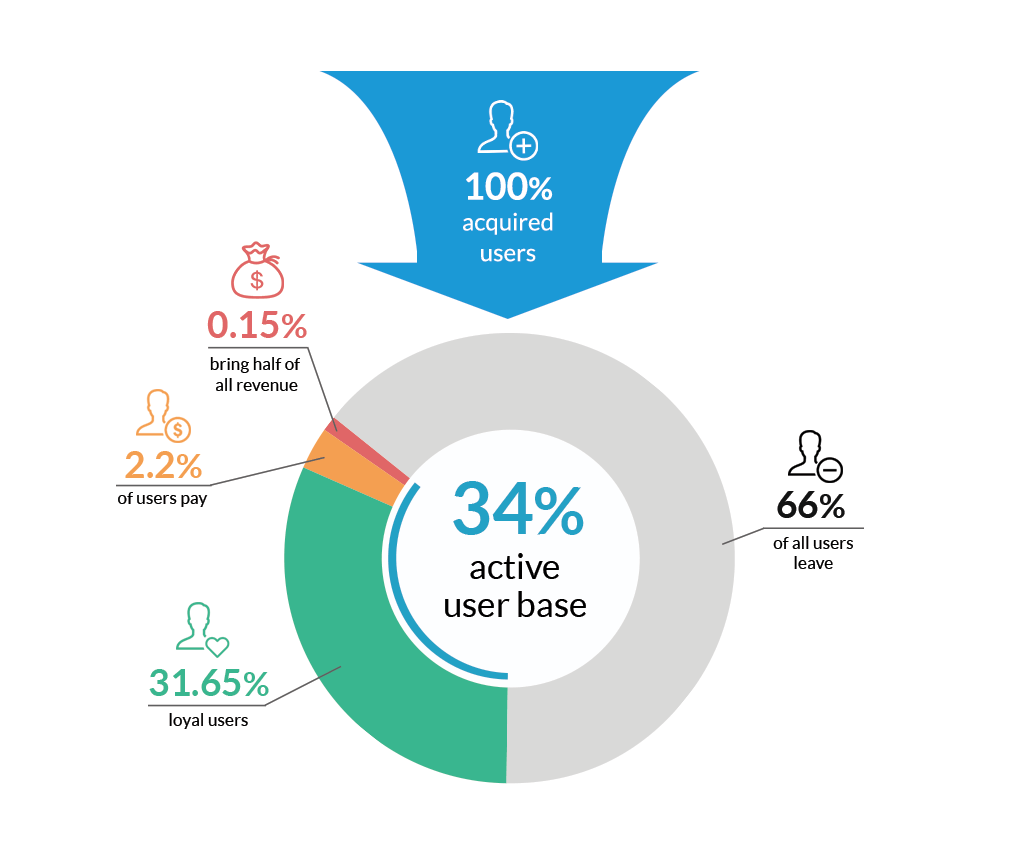 100%
acquired
users
$
0.15%
bring half of
all revenue
$
2.2%
of users pay
34%
active
user base
66%
of all users
leave
31.65%
loyal users